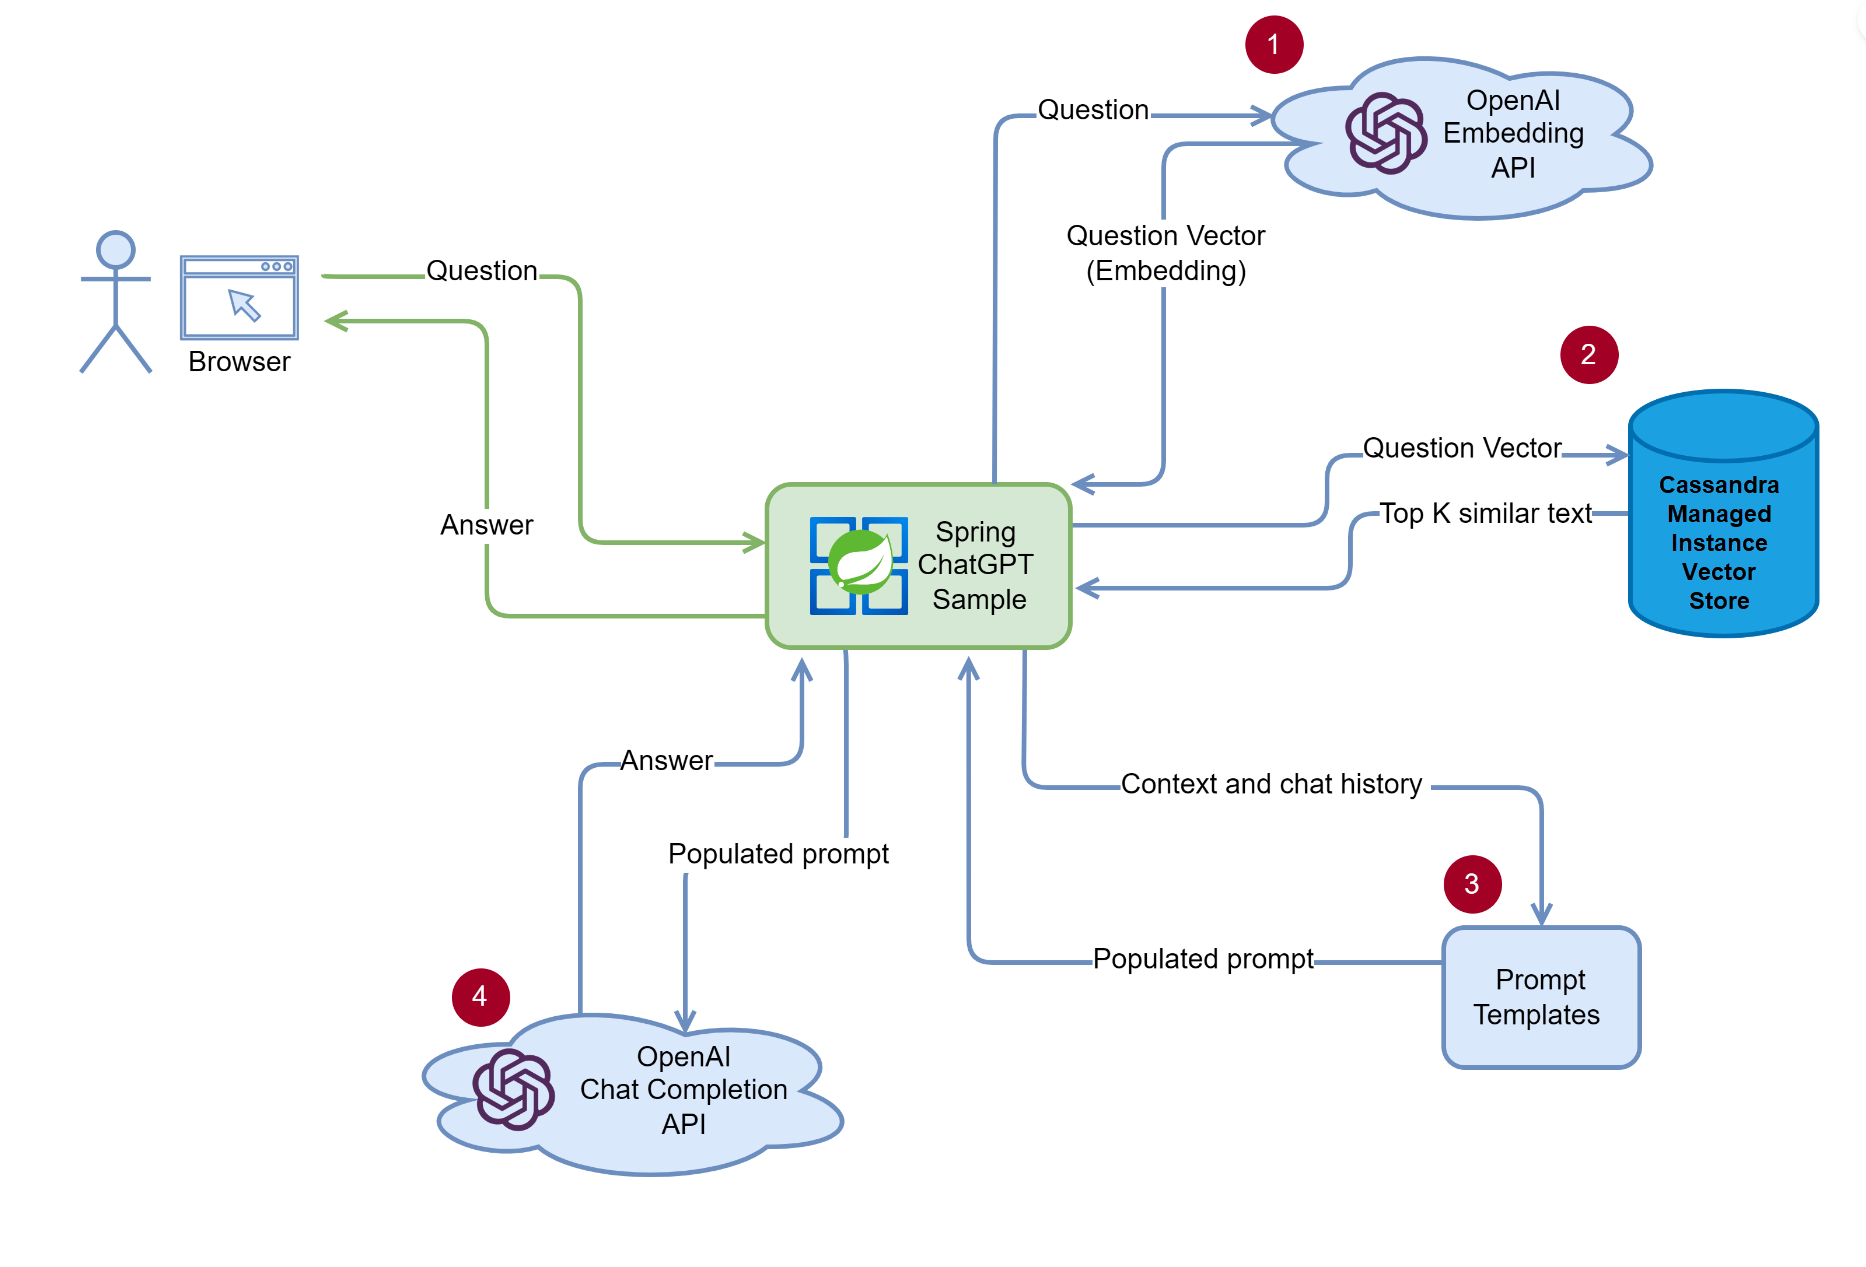 1
OpenAI
Embedding
API
Question
Question Vector
(Embedding)
Question
Browser
Answer
2
Question Vector
Top K similar text
Cassandra
Managed
Instance
Vector
Store
Spring
ChatGPT
Sample
Answer
Populated prompt
Context and chat history
3
Populated prompt
Prompt
Templates
4
OpenAI
Chat Completion
API